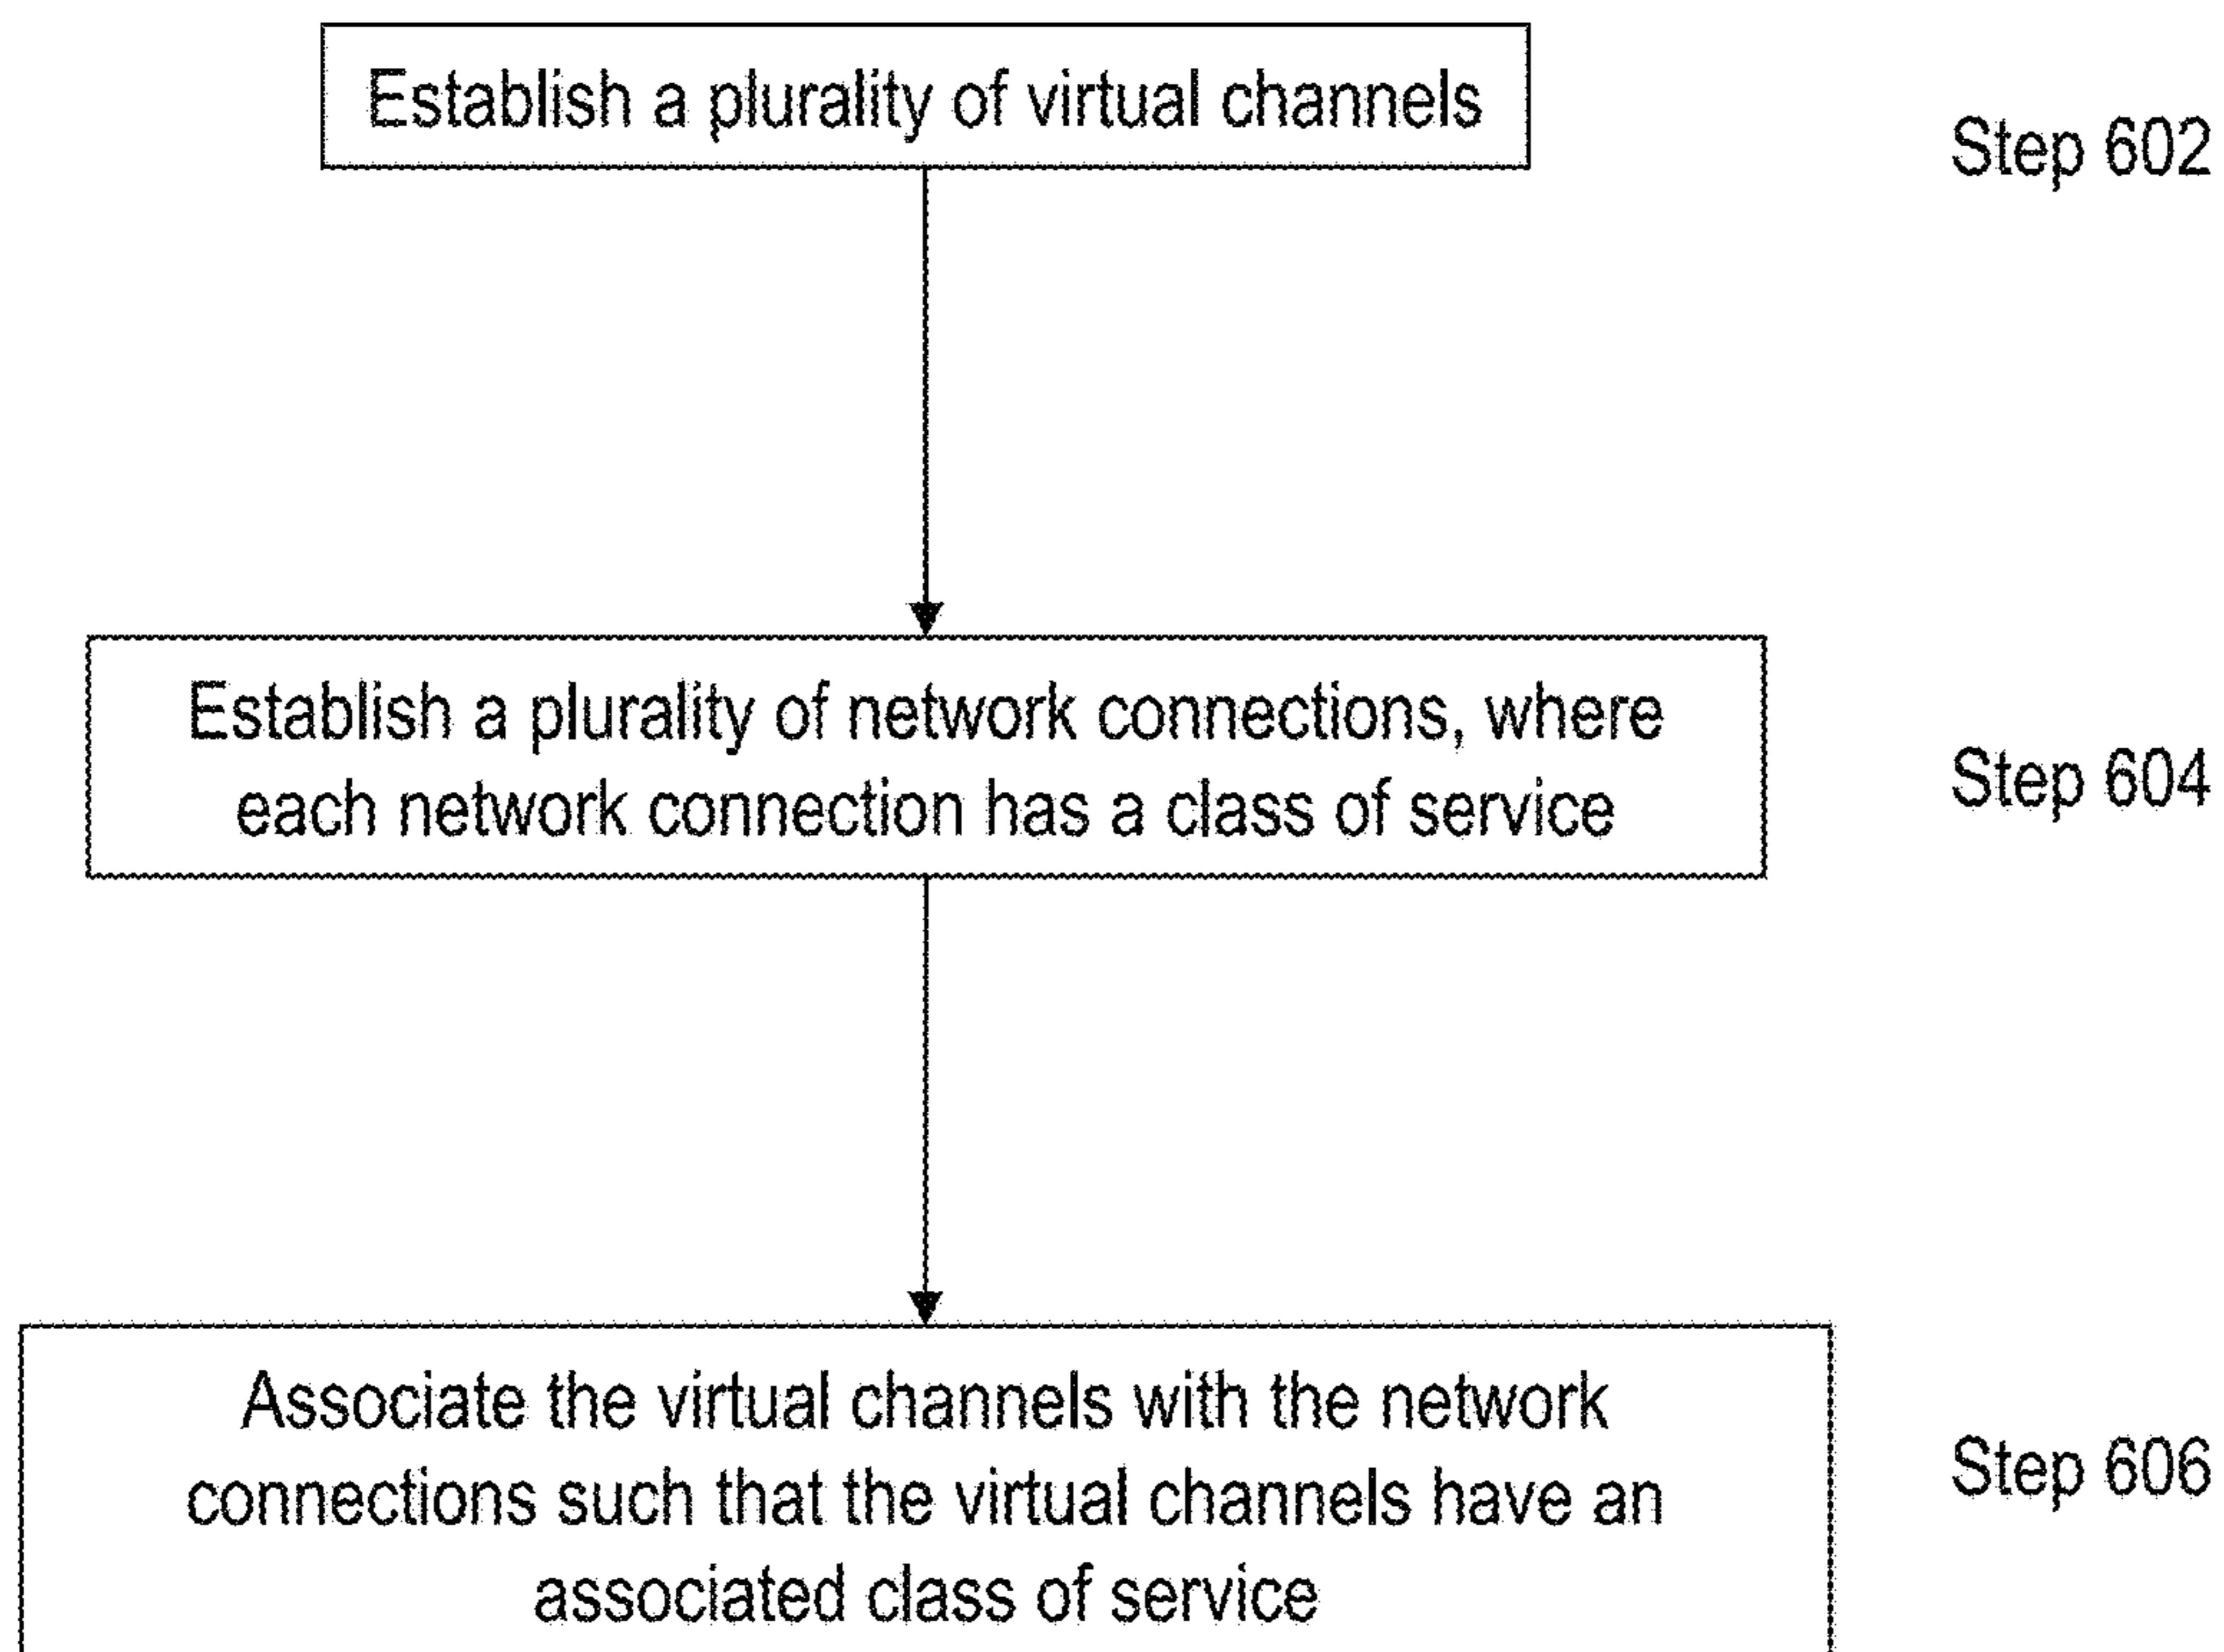 Establish a plurality of virtual channels
Step 602
Establish a plurality of network connections, where
each network connection has a class of service
Step 604
Associate the virtual channels with the network
connections such that the virtual channels have an
associated class of service
Step 606